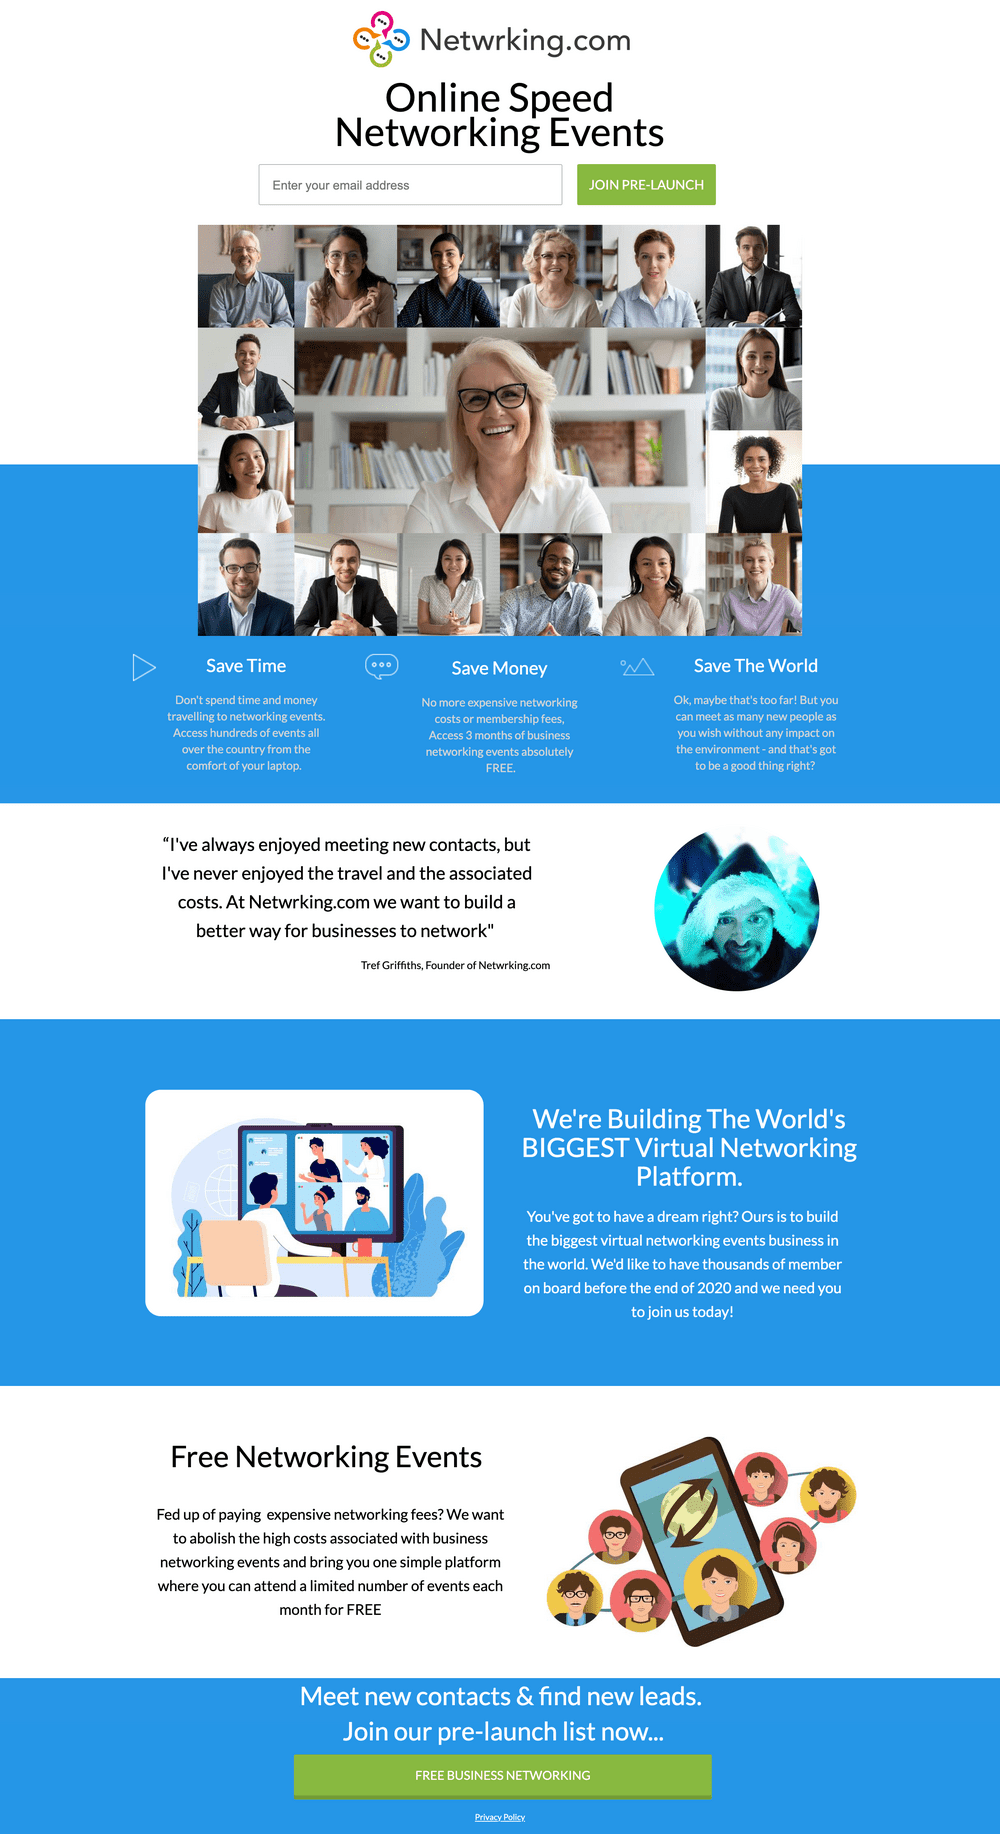 Netwrking.com
Online Speed
Networking Events
Enter your email address
JOIN PRE-LAUNCH
Save Time
Don't spend time and money
travelling to networking events.
Access hundreds of events all
over the country from the
comfort of your laptop.
Save Money
No more expensive networking
costs or membership fees,
Access 3 months of business
networking events absolutely
FREE.
Save The World
Ok, maybe that's too far! But you
can meet as many new people as
you wish without any impact on
the environment - and that's got
to be a good thing right?
“I've always enjoyed meeting new contacts, but
I've never enjoyed the travel and the associated
costs. At Netwrking.com we want to build a
better way for businesses to network"
Tref Griffiths, Founder of Netwrking.com
We're Building The World's
BIGGEST Virtual Networking
Platform.
You've got to have a dream right? Ours is to build
the biggest virtual networking events business in
the world. We'd like to have thousands of member
on board before the end of 2020 and we need you
to join us today!
Free Networking Events
Fed up of paying  expensive networking fees? We want
to abolish the high costs associated with business
networking events and bring you one simple platform
where you can attend a limited number of events each
month for FREE
Meet new contacts & find new leads.
Join our pre-launch list now...
FREE BUSINESS NETWORKING
Privacy Policy